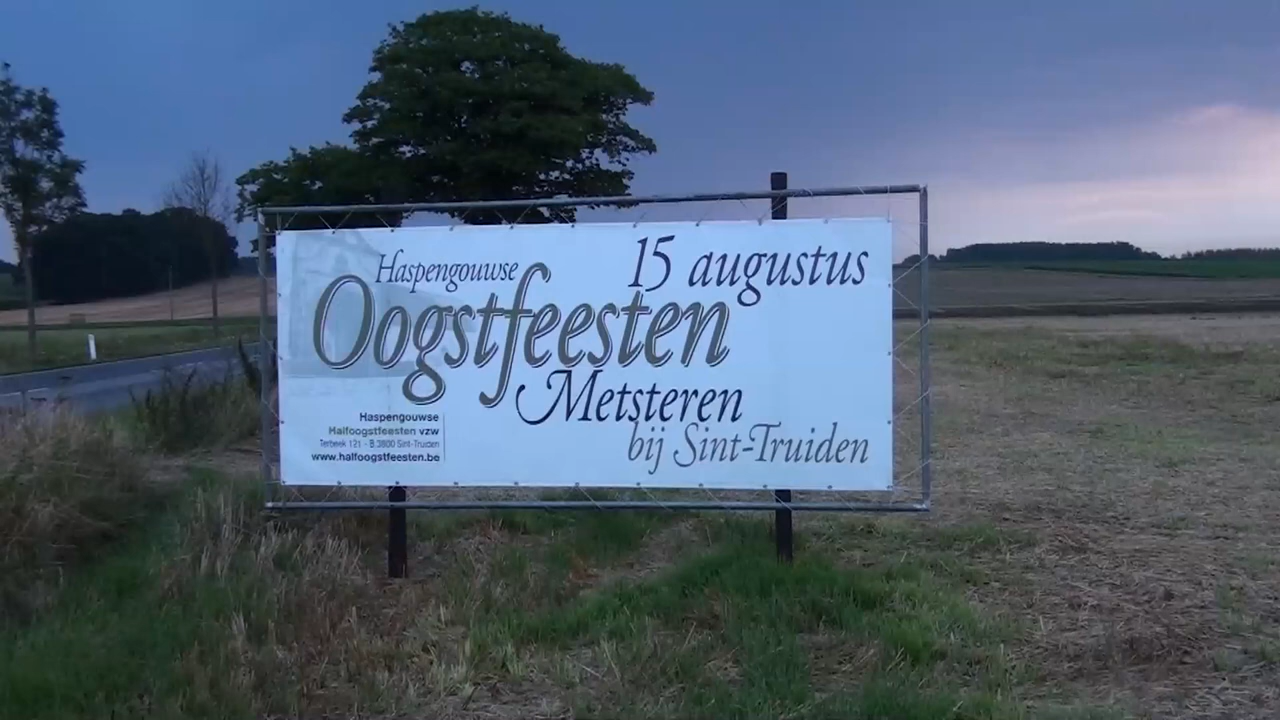 Haspengouwse
15 augustus
Oogstfeesten
Metsteren
bij Sint-Truiden
Haspengouwse
Halfoogstfeesten vzw
Terbeek 121 - B 3800 Sint-Truiden
www.halfoogstfeesten.be